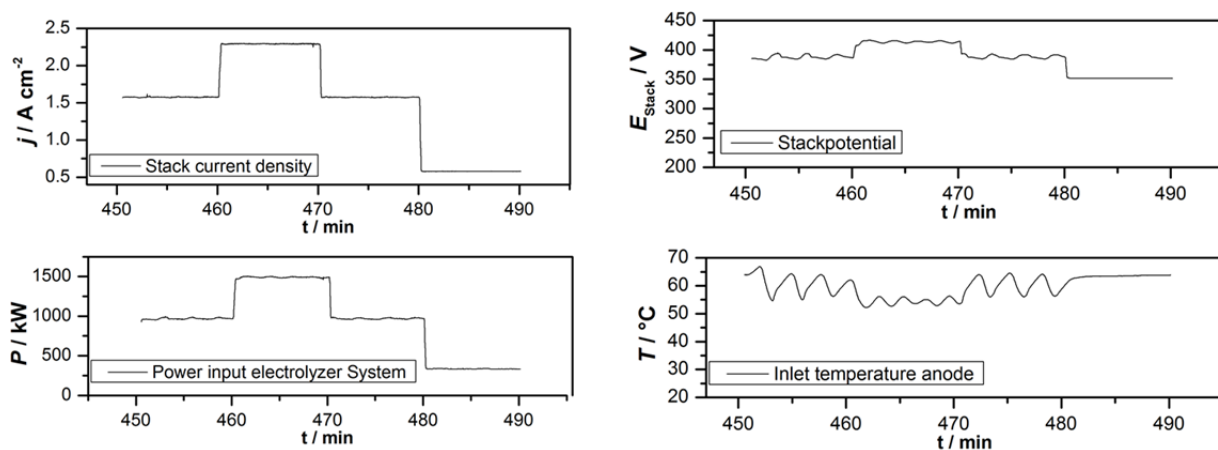 2.5
2.0
1.5
1.0
0.5
j / A cm⁻²
Stack current density
450 460 470 480 490
t / min
450
400
350
300
250
200
E Stack / V
Stackpotential
450 460 470 480 490
t / min
1500
1000
500
0
P / kW
Power input electrolyzer System
450 460 470 480 490
t / min
70
60
50
40
30
20
T / °C
Inlet temperature anode
450 460 470 480 490
t / min